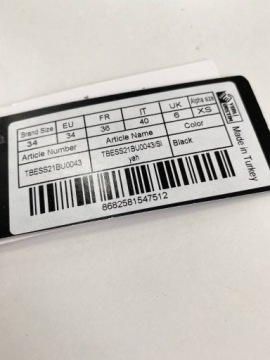 Brand Size EU FR IT UK Alpha size
34 34 36 40 6 XS
Article Number Article Name Color
TBESS21BU0043 TBESS21BU0043/Si
yah Black
8682581547512
Made in Turkey